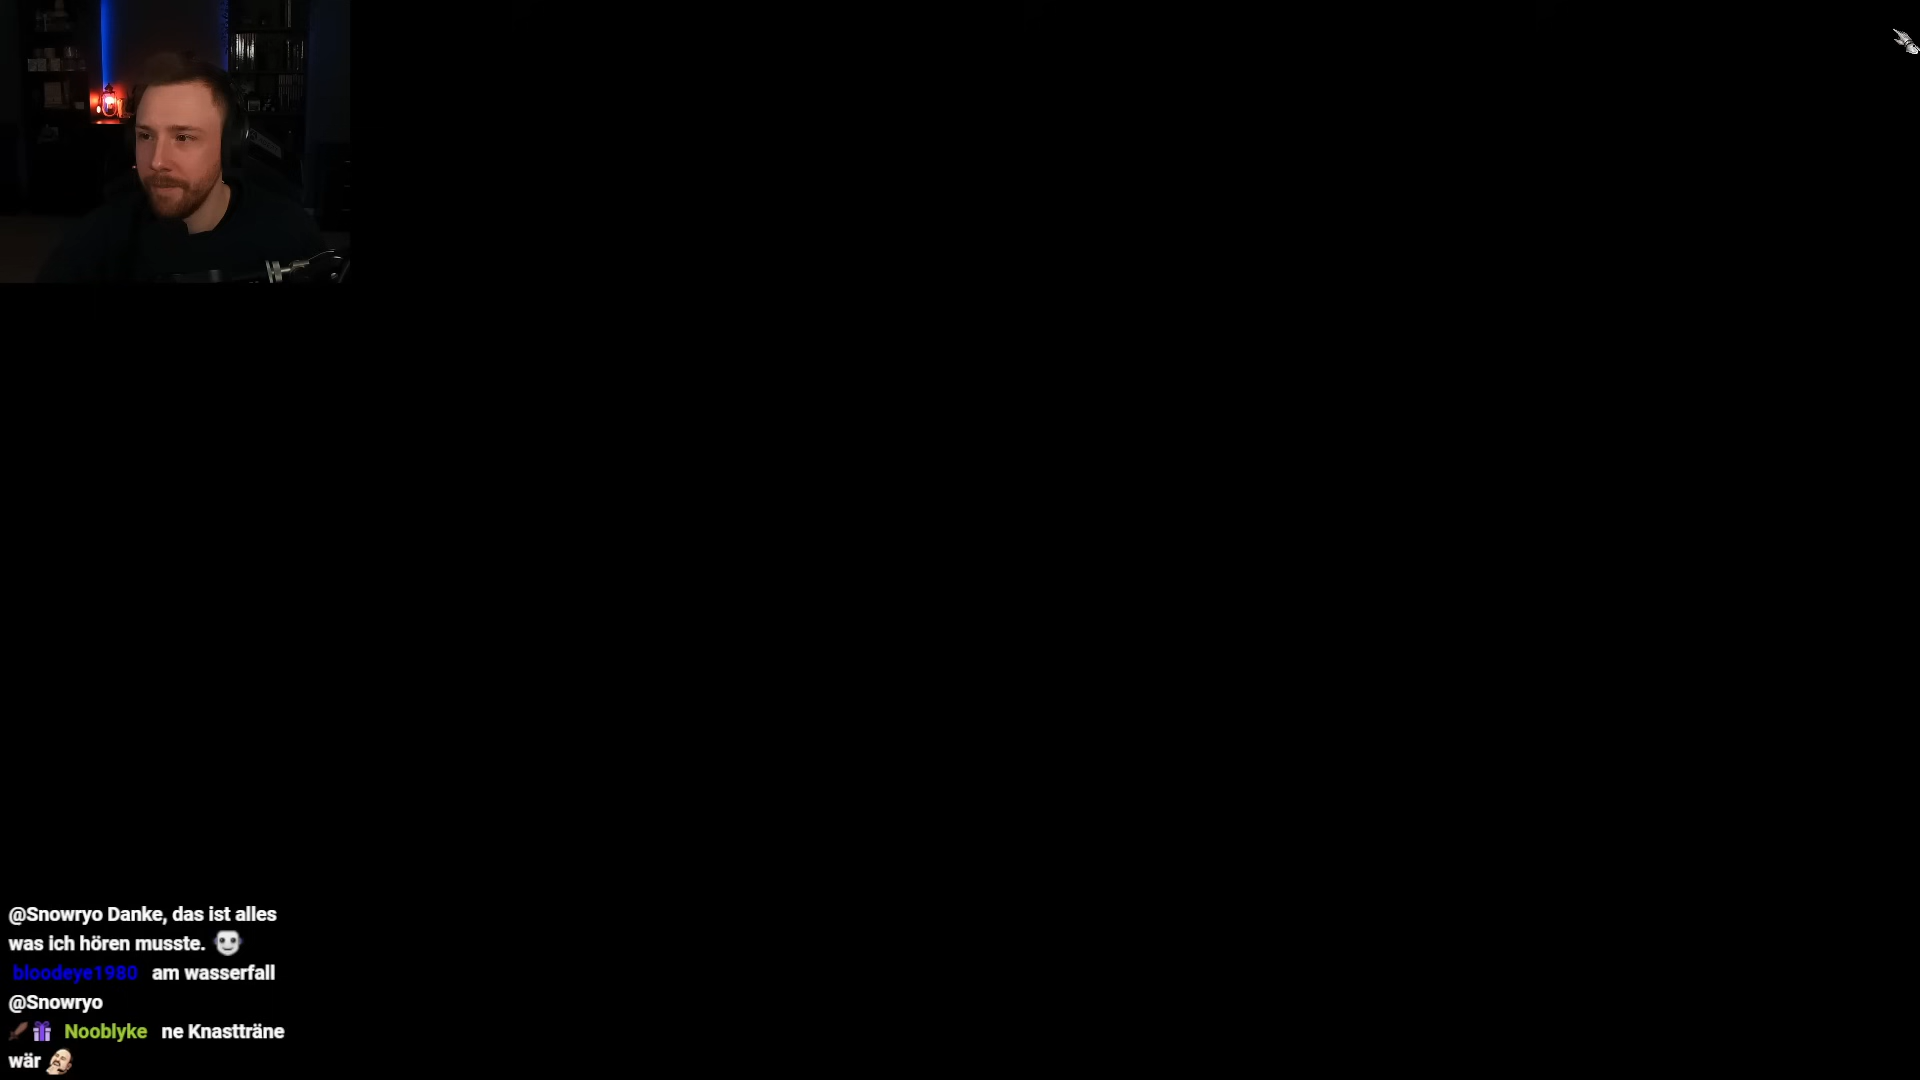 @Snowryo Danke, das ist alles
was ich hören musste.
bloodeye1980 am wasserfall
@Snowryo
Nooblyke ne Knastträne
wär